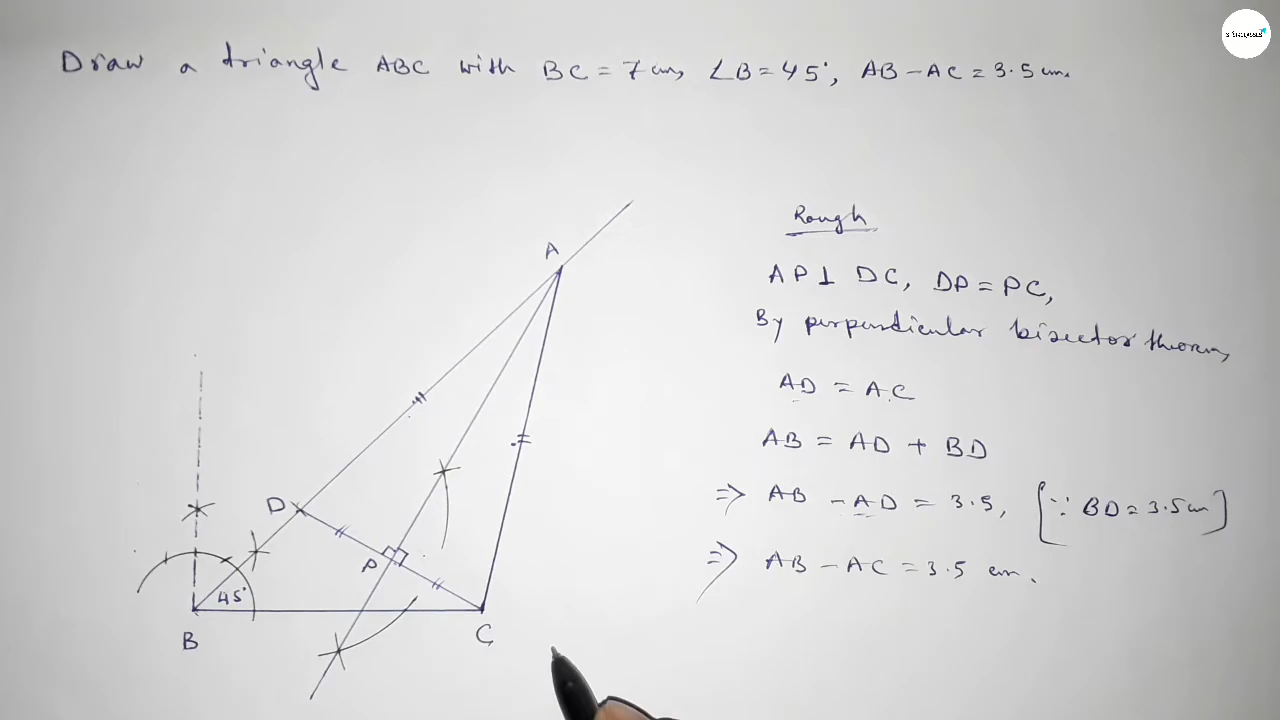 Draw a triangle ABC with BC = 7 cm, ∠B = 45°, AB - AC = 3.5 cm.
Rough
AP ⊥ DC, DP = PC,
By perpendicular bisector theorem,
AD = AC
AB = AD + BD
⇒ AB - AD = 3.5, [∵ BD = 3.5 cm]
⇒ AB - AC = 3.5 cm.
A
D
P
45°
B
C